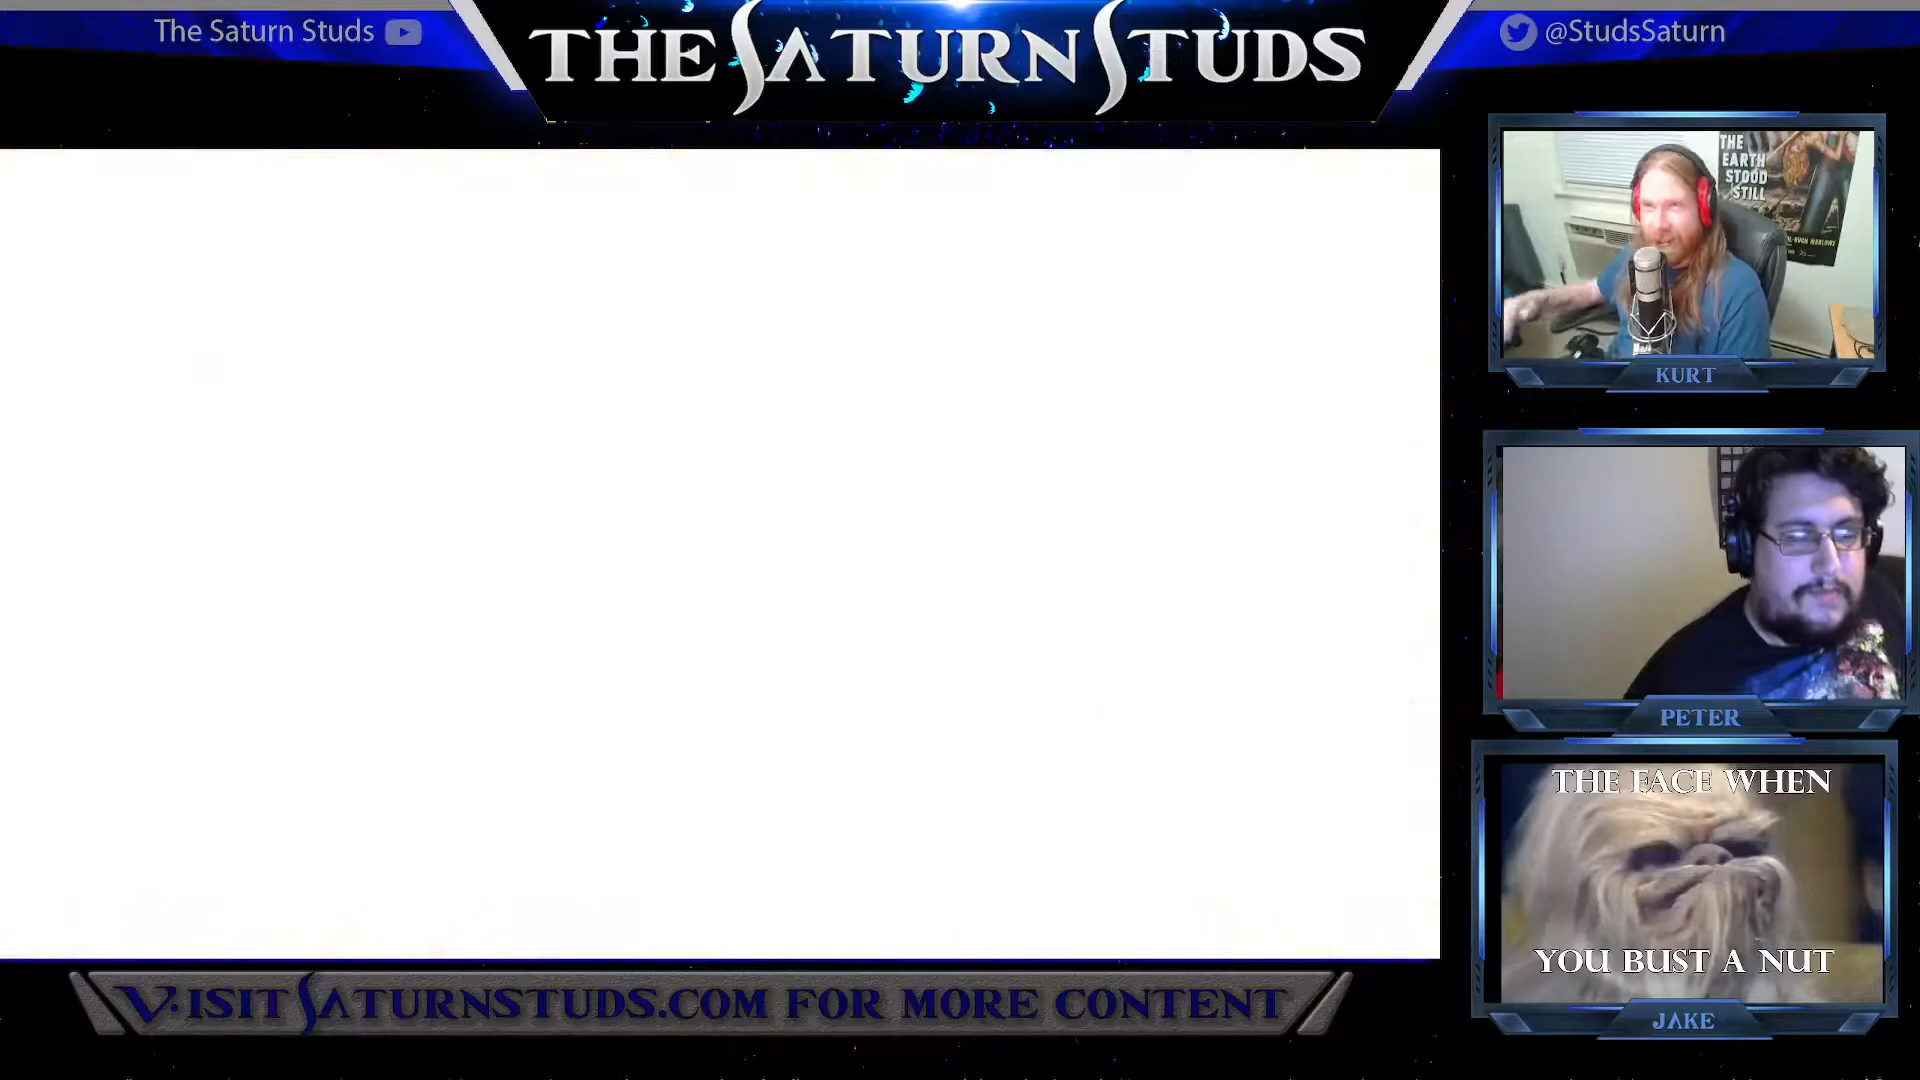 The Saturn Studs
THE SATURN STUDS
@StudsSaturn
THE
EARTH
STOOD
STILL
KURT
PETER
THE FACE WHEN
YOU BUST A NUT
JAKE
VISIT SATURNSTUDS.COM FOR MORE CONTENT